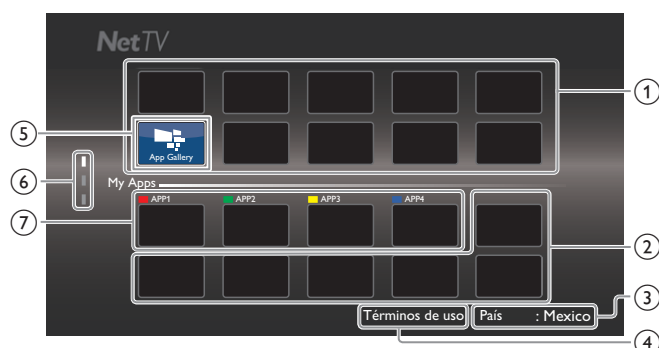 NetTV
1
5
App Gallery
6
My Apps
7
APP1 APP2 APP3 APP4
2
3
Términos de uso País : Mexico
4